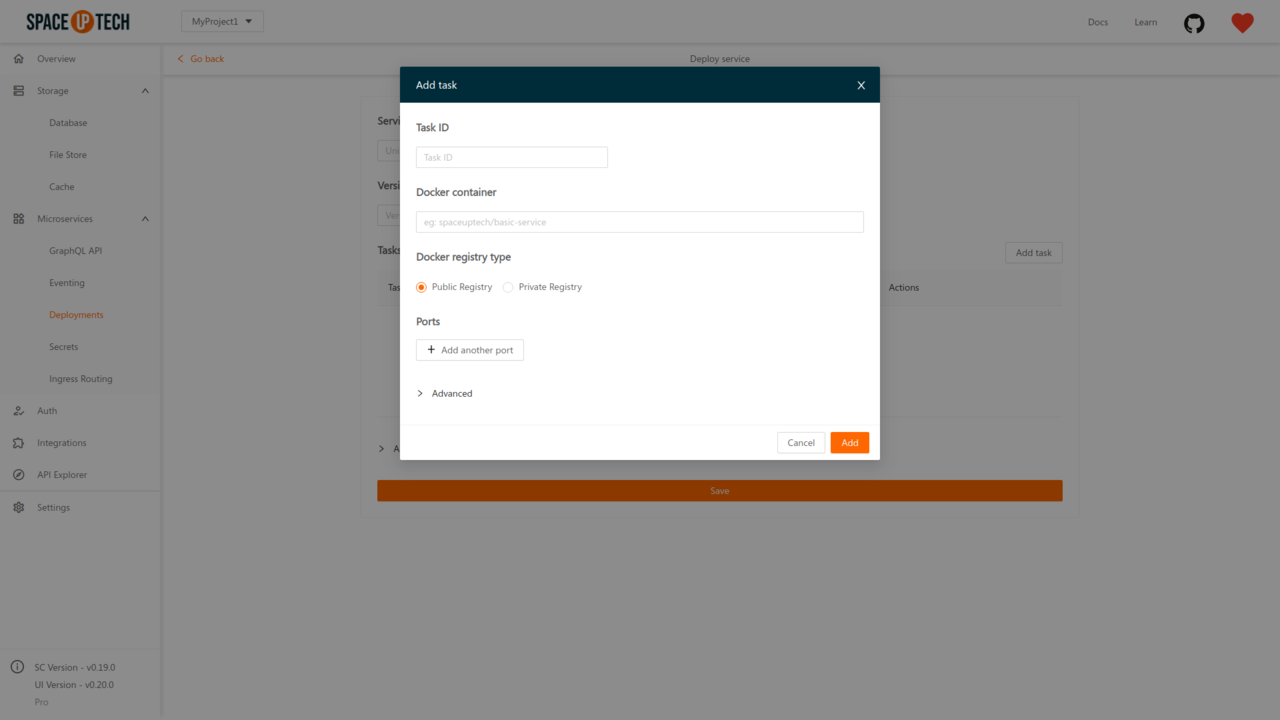 SPACE UP TECH
MyProject1
Docs
Learn
Overview
Go back
Deploy service
Storage
Add task
X
Database
Servi
Task ID
Task ID
Uni
File Store
Cache
Versi
Docker container
Microservices
Ver
eg: spaceuptech/basic-service
GraphQL API
Tasks
Docker registry type
Add task
Eventing
Tas
Public Registry
Private Registry
Actions
Deployments
Ports
Secrets
Add another port
Ingress Routing
Advanced
Auth
Integrations
A
Cancel
Add
API Explorer
Save
Settings
SC Version - v0.19.0
UI Version - v0.20.0
Pro